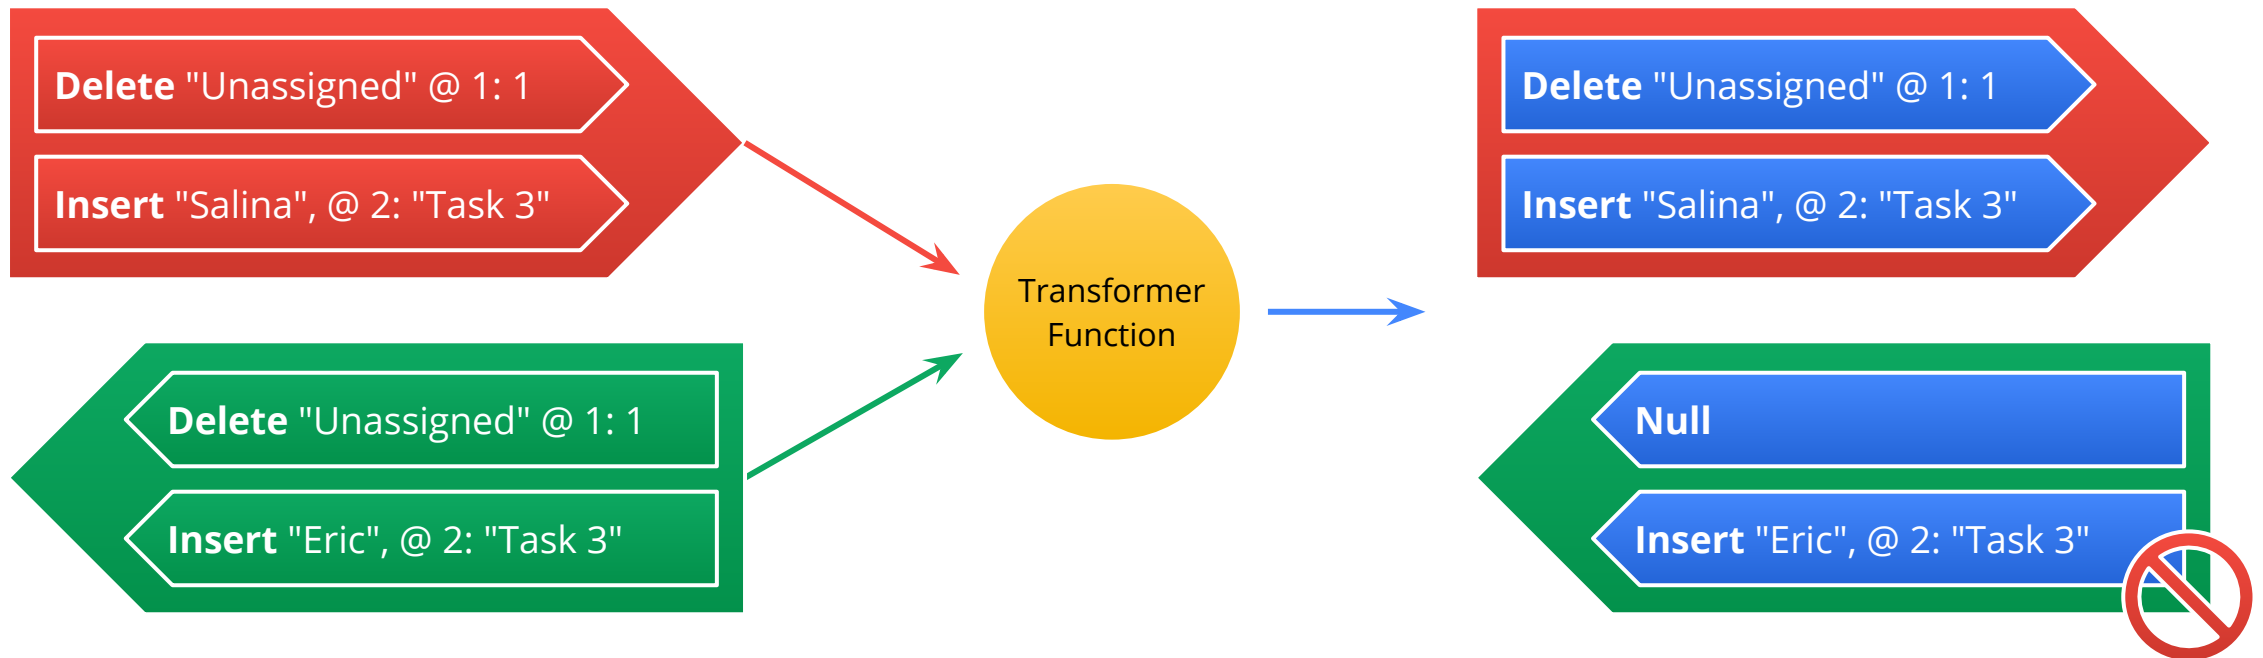 Delete "Unassigned" @ 1: 1
Insert "Salina", @ 2: "Task 3"
Delete "Unassigned" @ 1: 1
Insert "Eric", @ 2: "Task 3"
Transformer
Function
Delete "Unassigned" @ 1: 1
Insert "Salina", @ 2: "Task 3"
Null
Insert "Eric", @ 2: "Task 3"